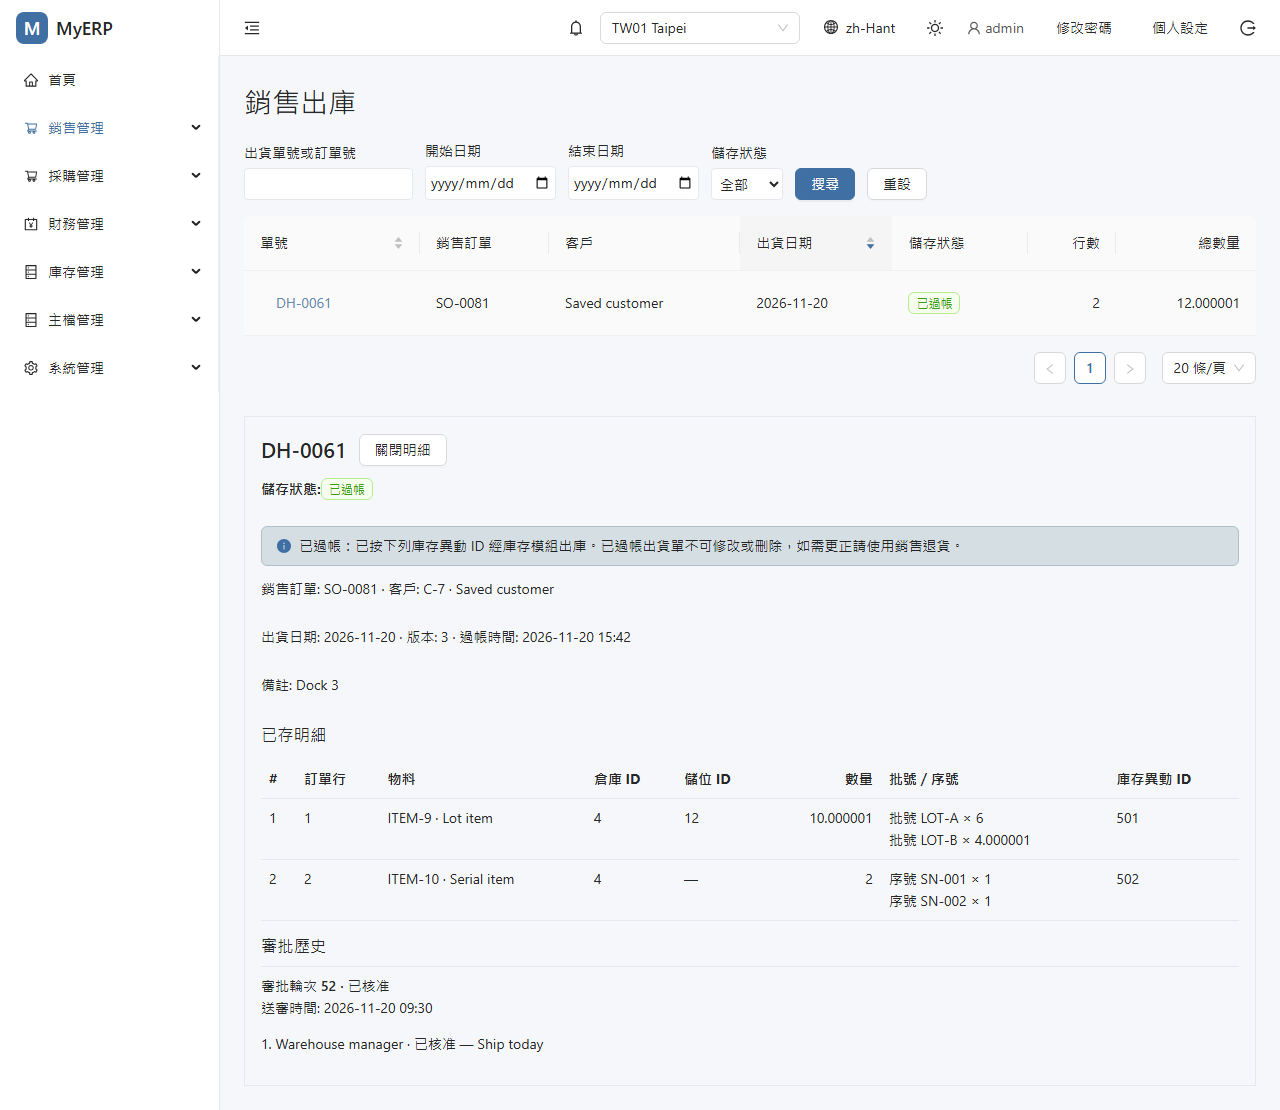 M MyERP
TW01 Taipei
zh-Hant
admin
修改密碼
個人設定
首頁
銷售管理
採購管理
財務管理
庫存管理
主檔管理
系統管理
銷售出庫
出貨單號或訂單號
開始日期
結束日期
儲存狀態
yyyy/mm/dd
yyyy/mm/dd
全部
搜尋
重設
單號 銷售訂單 客戶 出貨日期 儲存狀態 行數 總數量
DH-0061 SO-0081 Saved customer 2026-11-20 已過帳 2 12.000001
1
20 條/頁
DH-0061 關閉明細
儲存狀態: 已過帳
已過帳：已按下列庫存異動 ID 經庫存模組出庫。已過帳出貨單不可修改或刪除，如需更正請使用銷售退貨。
銷售訂單: SO-0081 · 客戶: C-7 · Saved customer
出貨日期: 2026-11-20 · 版本: 3 · 過帳時間: 2026-11-20 15:42
備註: Dock 3
已存明細
# 訂單行 物料 倉庫 ID 儲位 ID 數量 批號 / 序號 庫存異動 ID
1 1 ITEM-9 · Lot item 4 12 10.000001 批號 LOT-A × 6 501
批號 LOT-B × 4.000001
2 2 ITEM-10 · Serial item 4 — 2 序號 SN-001 × 1 502
序號 SN-002 × 1
審批歷史
審批輪次 52 · 已核准
送審時間: 2026-11-20 09:30
1. Warehouse manager · 已核准 — Ship today